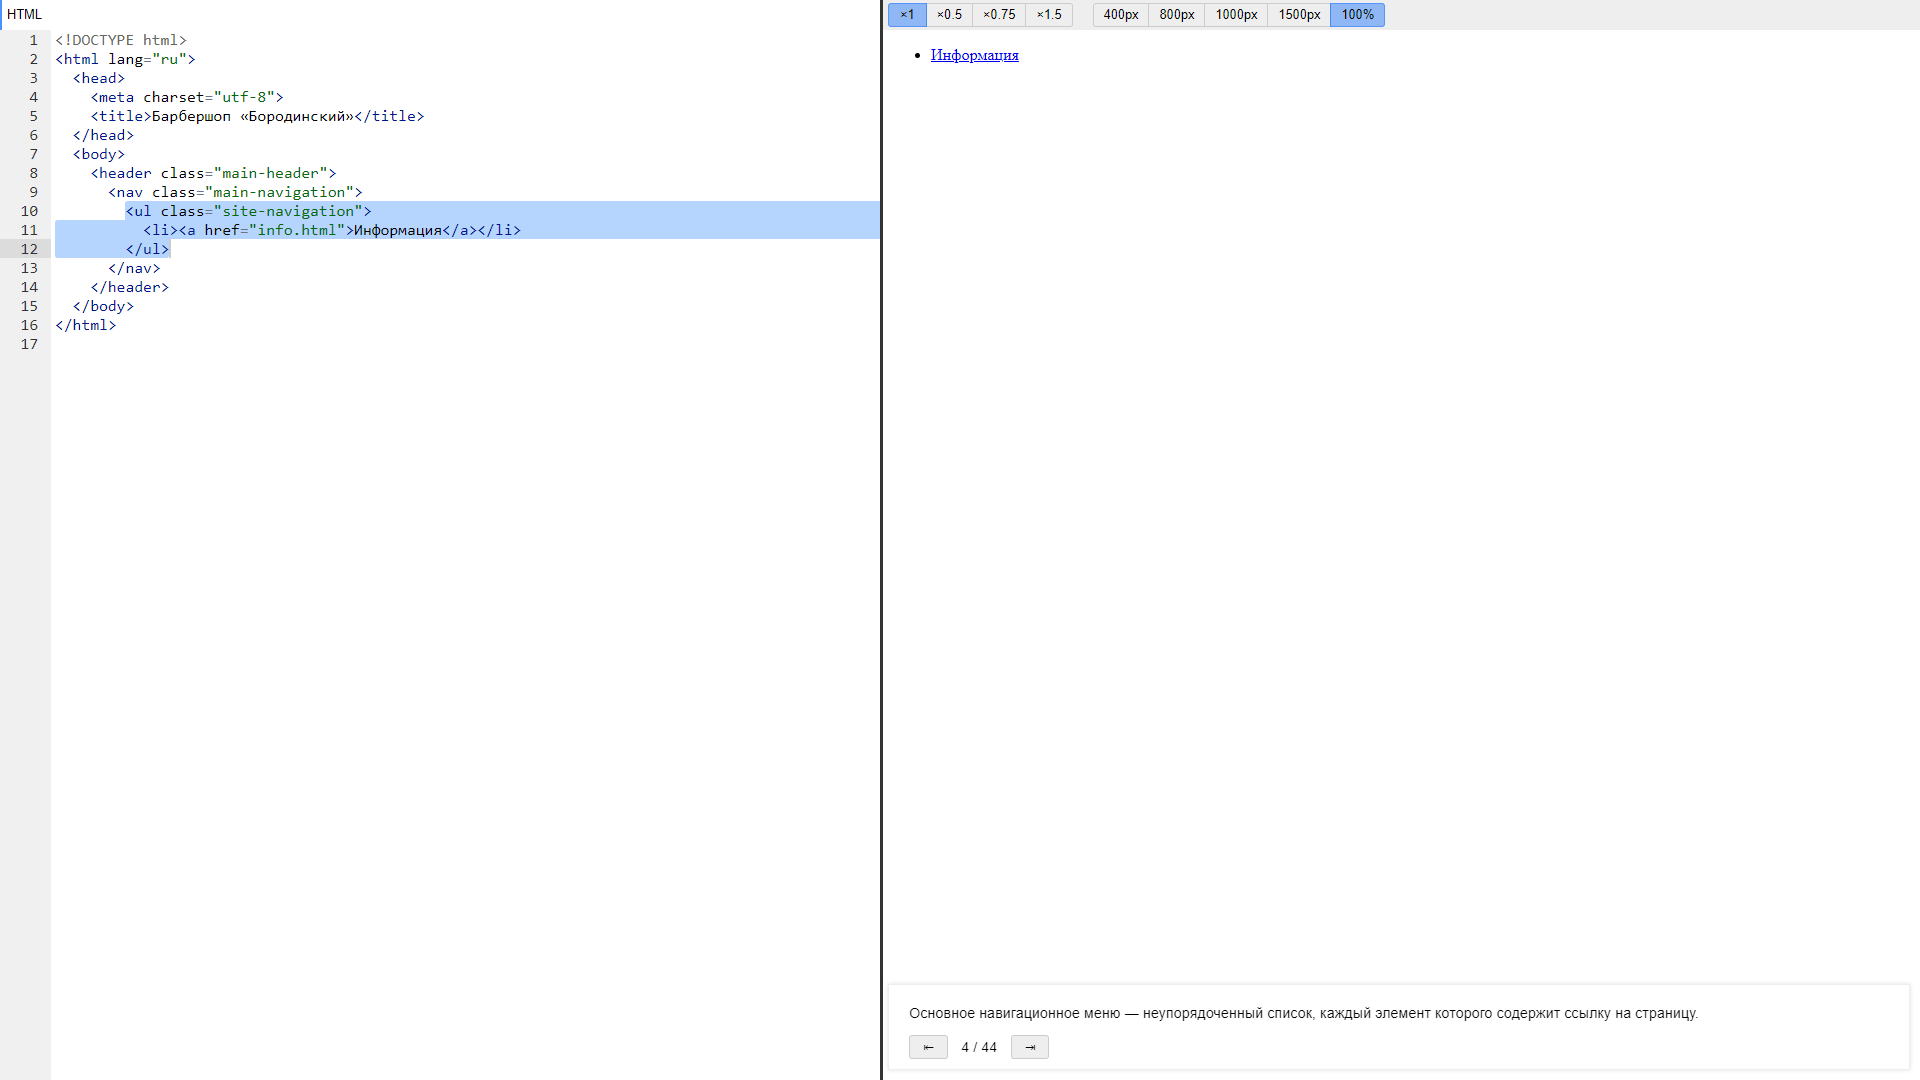 HTML
1 <!DOCTYPE html>
2 <html lang="ru">
3 <head>
4 <meta charset="utf-8">
5 <title>Барбершоп «Бородинский»</title>
6 </head>
7 <body>
8 <header class="main-header">
9 <nav class="main-navigation">
10 <ul class="site-navigation">
11 <li><a href="info.html">Информация</a></li>
12 </ul>
13 </nav>
14 </header>
15 </body>
16 </html>
17
×1 ×0.5 ×0.75 ×1.5 400px 800px 1000px 1500px 100%
• Информация
Основное навигационное меню — неупорядоченный список, каждый элемент которого содержит ссылку на страницу.
⇤ 4 / 44 ⇥